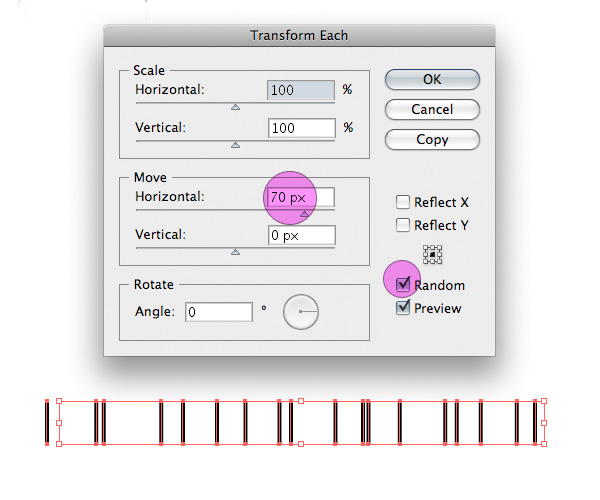 Transform Each
Scale
Horizontal: 100 %
Vertical: 100 %
Move
Horizontal: 70 px
Vertical: 0 px
Rotate
Angle: 0 °
OK
Cancel
Copy
Reflect X
Reflect Y
Random
Preview